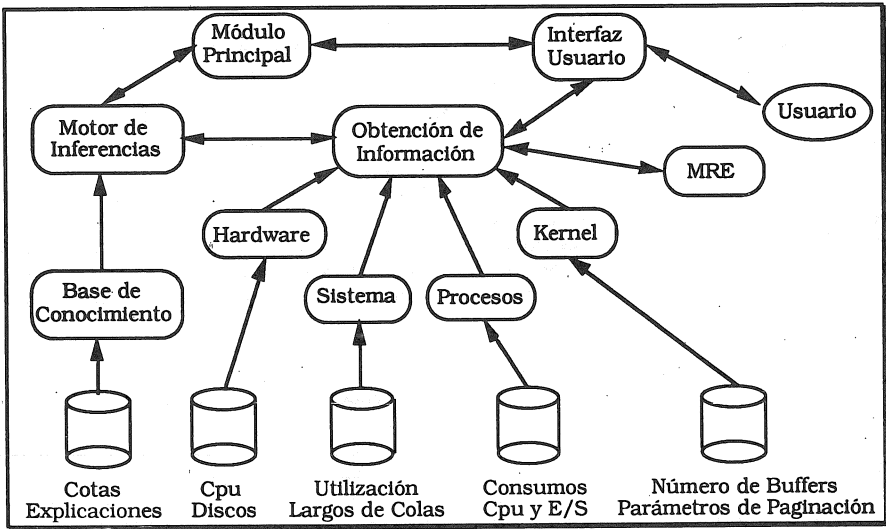 Módulo
Principal
Interfaz
Usuario
Usuario
Motor de
Inferencias
Obtención de
Información
MRE
Hardware
Kernel
Base de
Conocimiento
Sistema
Procesos
Cotas
Explicaciones
Cpu
Discos
Utilización
Largos de Colas
Consumos
Cpu y E/S
Número de Buffers
Parámetros de Paginación